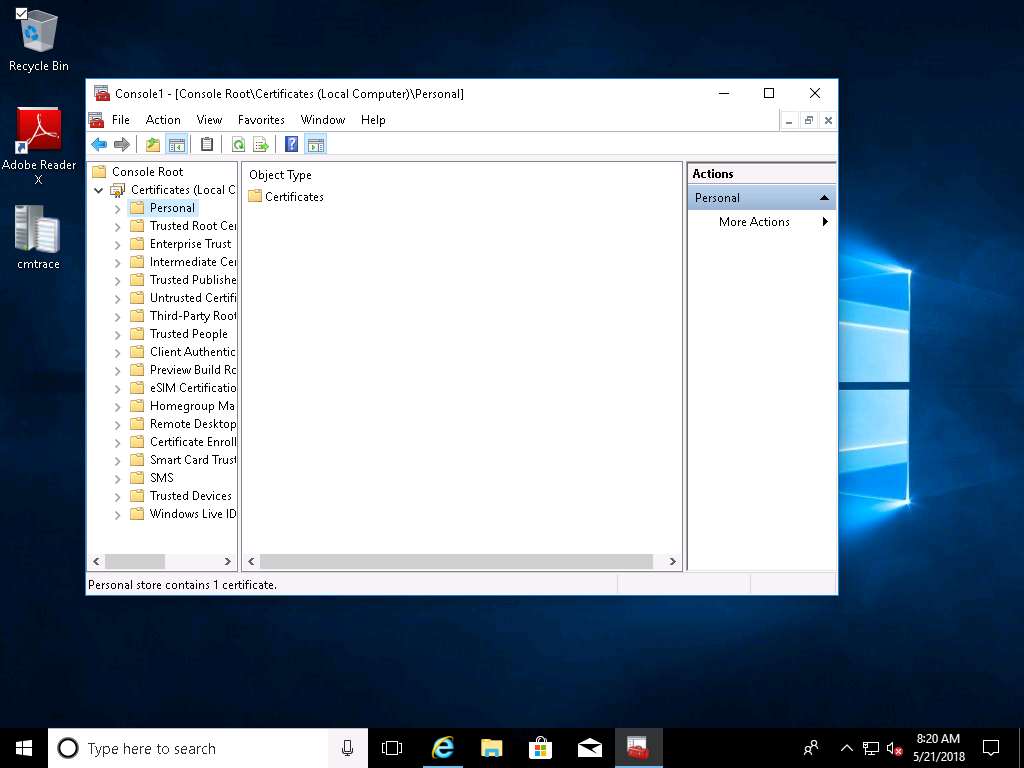 Recycle Bin
Adobe Reader
X
cmtrace
Console1 - [Console Root\Certificates (Local Computer)\Personal]
File Action View Favorites Window Help
Console Root
Certificates (Local C
Personal
Trusted Root Cer
Enterprise Trust
Intermediate Cer
Trusted Publishe
Untrusted Certifi
Third-Party Root
Trusted People
Client Authentic
Preview Build Ro
eSIM Certificatio
Homegroup Ma
Remote Desktop
Certificate Enroll
Smart Card Trust
SMS
Trusted Devices
Windows Live ID
Object Type
Certificates
Actions
Personal
More Actions
Personal store contains 1 certificate.
Type here to search
8:20 AM
5/21/2018